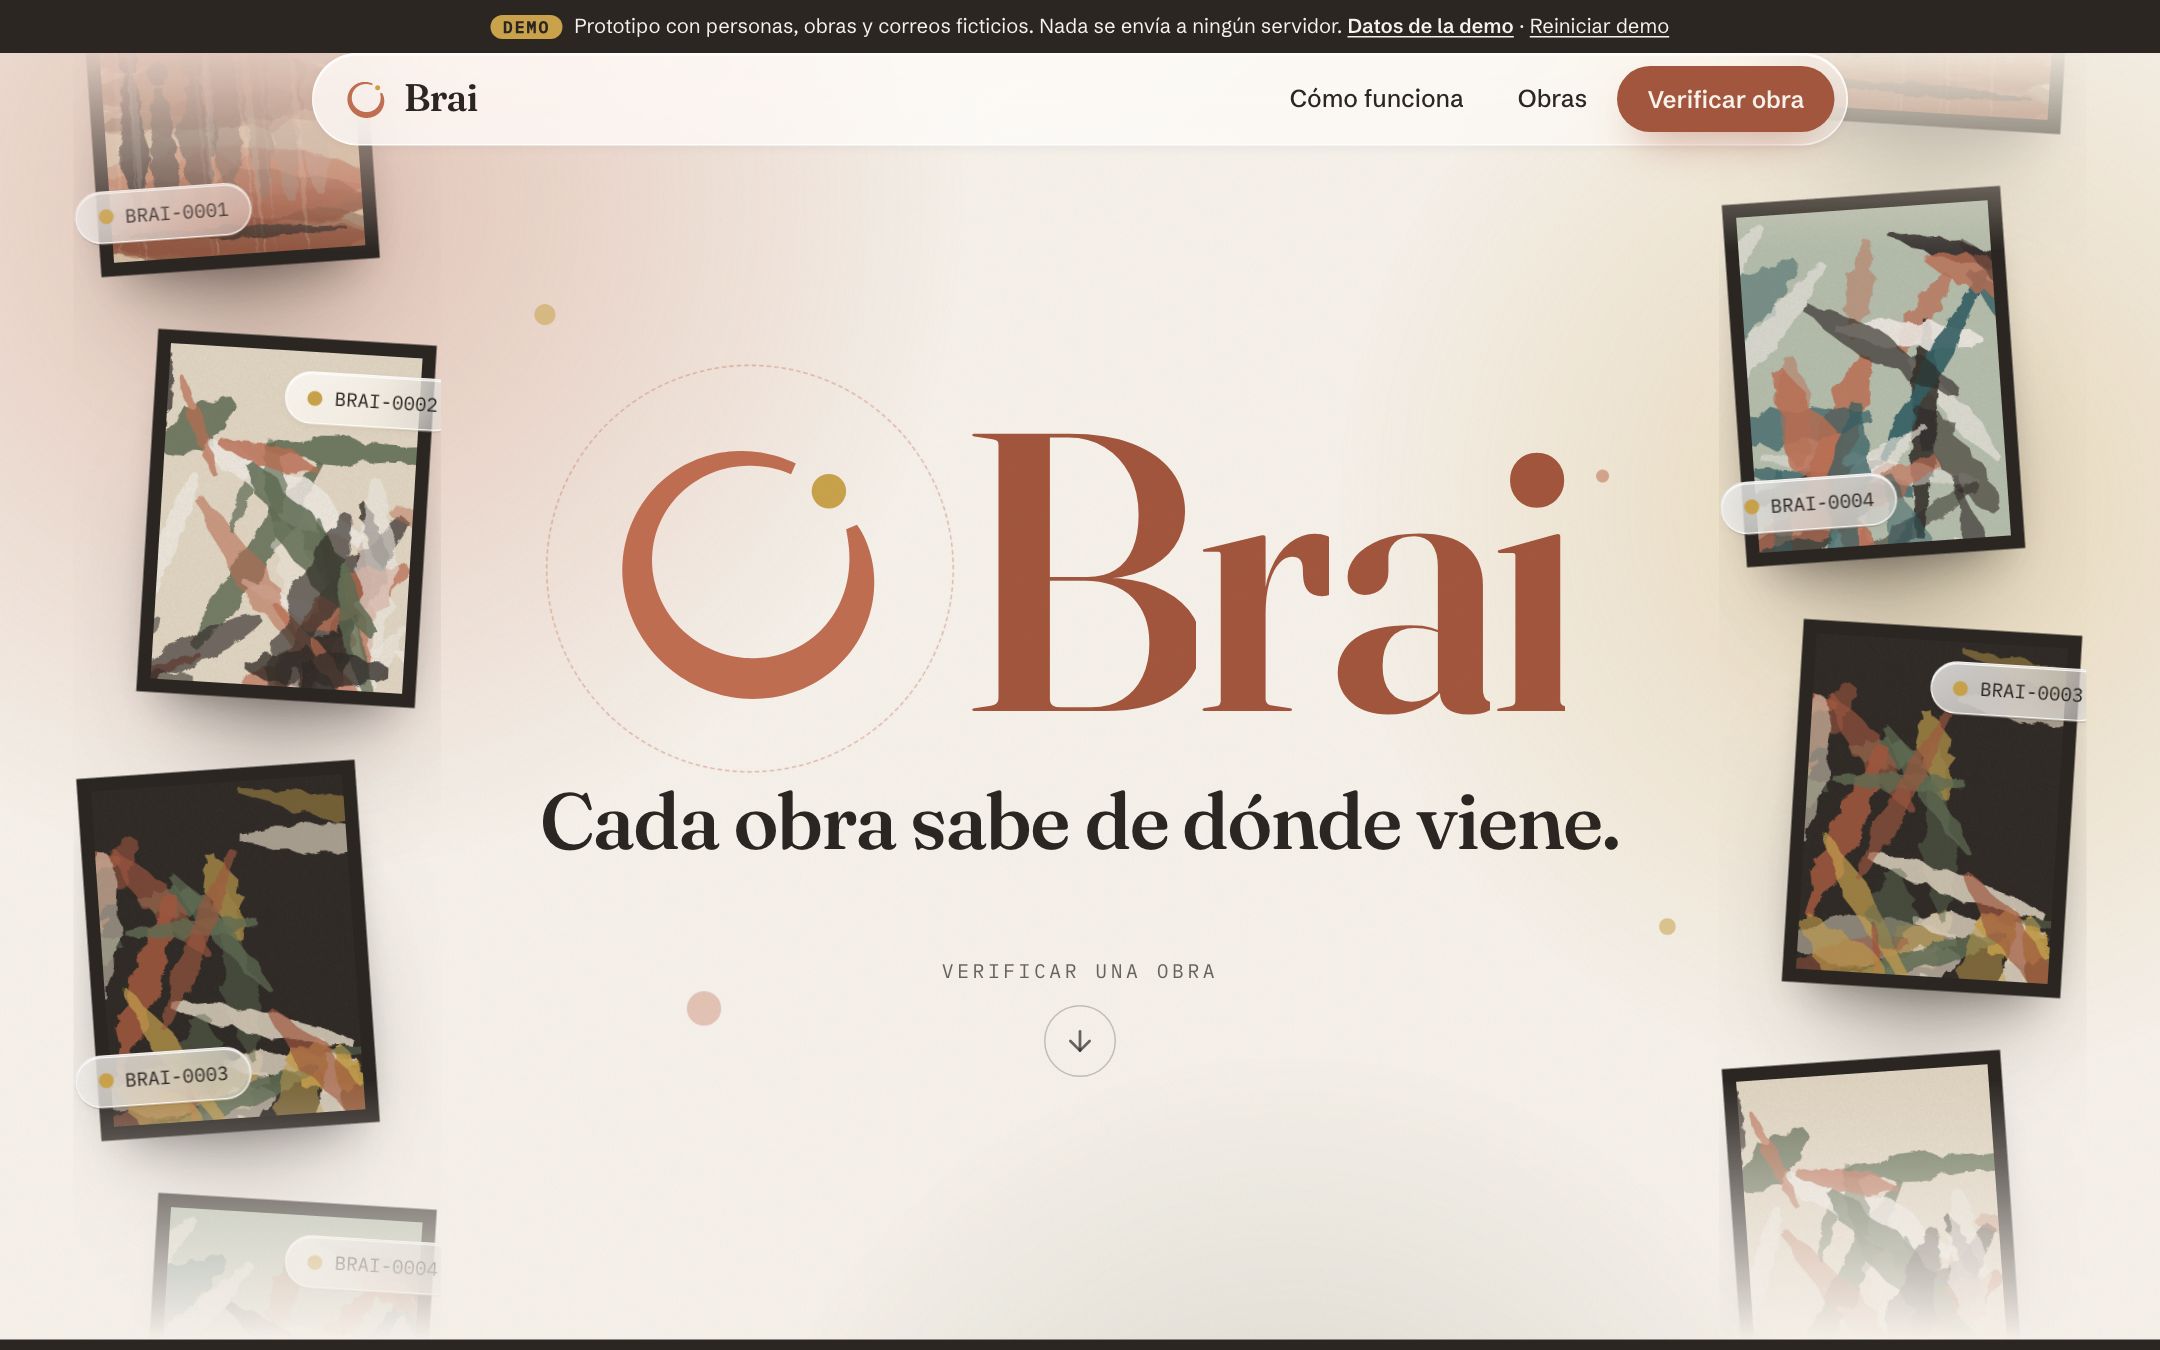 DEMO Prototipo con personas, obras y correos ficticios. Nada se envía a ningún servidor. Datos de la demo · Reiniciar demo
Brai
Cómo funciona
Obras
Verificar obra
BRAI-0001
BRAI-0002
BRAI-0003
BRAI-0004
Brai
Cada obra sabe de dónde viene.
VERIFICAR UNA OBRA
BRAI-0004
BRAI-0003